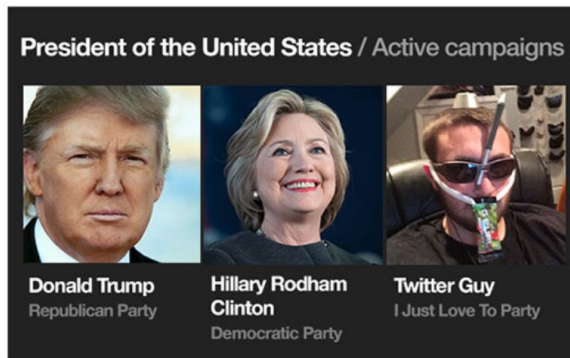 President of the United States / Active campaigns
Donald Trump
Republican Party
Hillary Rodham
Clinton
Democratic Party
Twitter Guy
I Just Love To Party